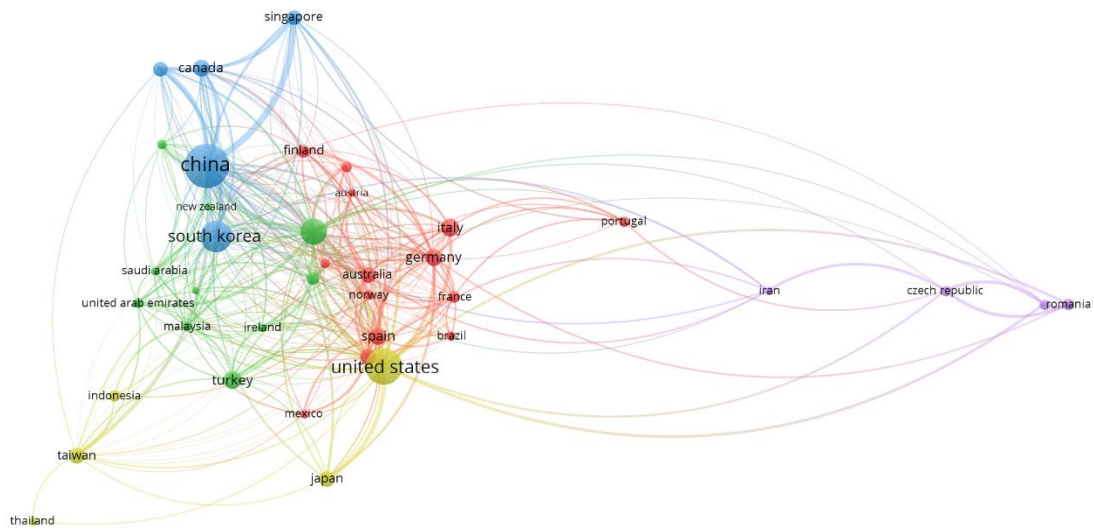 singapore
canada
china
finland
austria
new zealand
south korea
italy
portugal
germany
saudi arabia
australia
iran
czech republic
united arab emirates
norway
france
romania
malaysia
ireland
spain
brazil
united states
turkey
indonesia
mexico
taiwan
japan
thailand